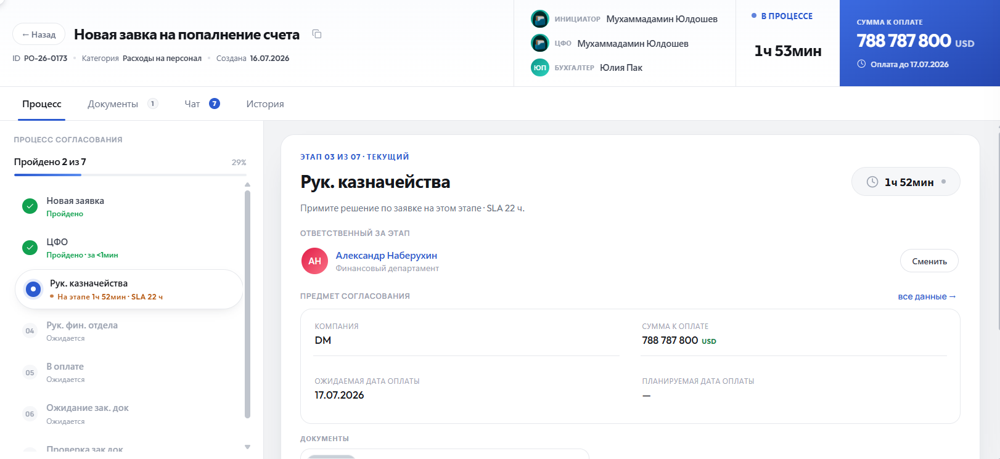 ← Назад
Новая завка на попалнение счета
ID PO-26-0173 • Категория Расходы на персонал • Создана 16.07.2026
ИНИЦИАТОР Мухаммадамин Юлдошев
ЦФО Мухаммадамин Юлдошев
ЮП БУХГАЛТЕР Юлия Пак
В ПРОЦЕССЕ
1ч 53мин
СУММА К ОПЛАТЕ
788 787 800 USD
Оплата до 17.07.2026
Процесс
Документы 1
Чат 7
История
ПРОЦЕСС СОГЛАСОВАНИЯ
Пройдено 2 из 7 29%
Новая заявка
Пройдено
ЦФО
Пройдено · за <1мин
Рук. казначейства
На этапе 1ч 52мин · SLA 22 ч
04 Рук. фин. отдела
Ожидается
05 В оплате
Ожидается
06 Ожидание зак. док
Ожидается
Проверка зак док
ЭТАП 03 ИЗ 07 · ТЕКУЩИЙ
Рук. казначейства
1ч 52мин
Примите решение по заявке на этом этапе · SLA 22 ч.
ОТВЕТСТВЕННЫЙ ЗА ЭТАП
АН Александр Наберухин
Финансовый департамент
Сменить
ПРЕДМЕТ СОГЛАСОВАНИЯ
все данные →
КОМПАНИЯ
DM
СУММА К ОПЛАТЕ
788 787 800 USD
ОЖИДАЕМАЯ ДАТА ОПЛАТЫ
17.07.2026
ПЛАНИРУЕМАЯ ДАТА ОПЛАТЫ
—
ДОКУМЕНТЫ